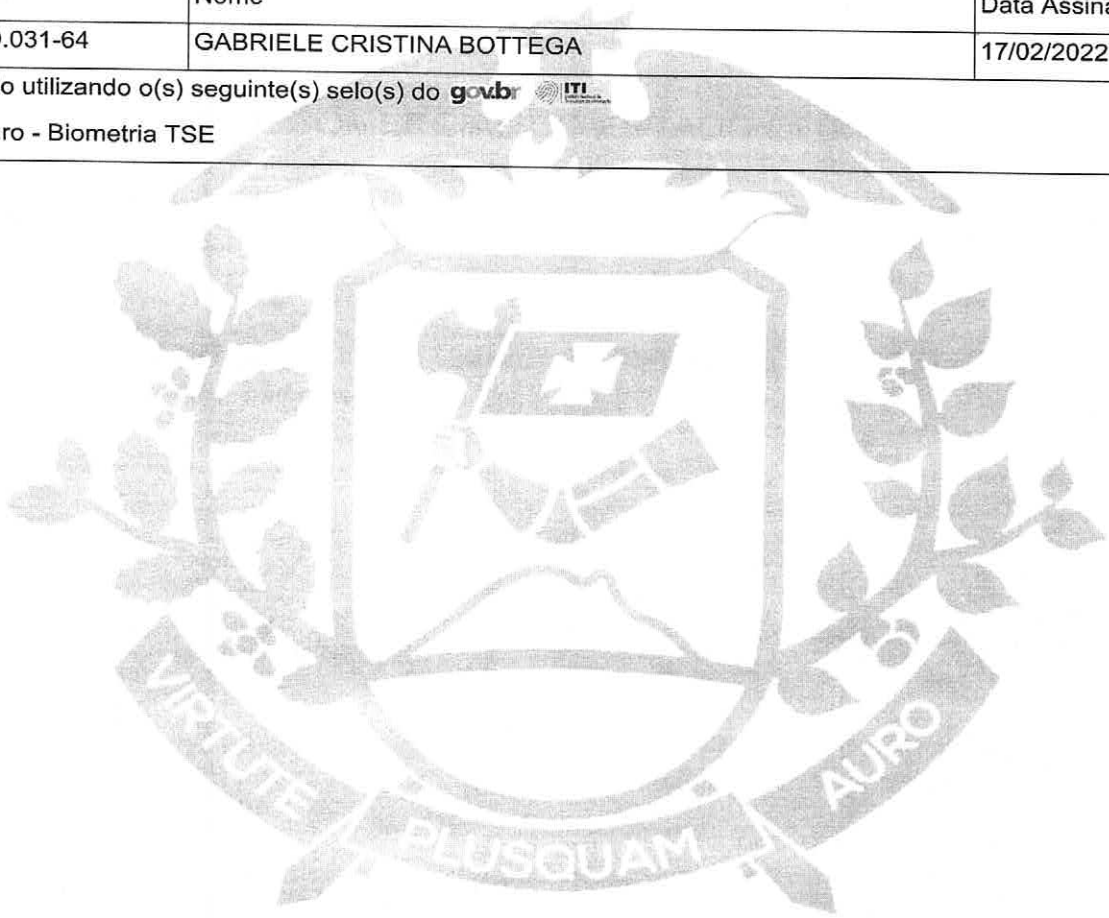 Nome Data Assina
.031-64 GABRIELE CRISTINA BOTTEGA 17/02/2022
o utilizando o(s) seguinte(s) selo(s) do gov.br ITI
ro - Biometria TSE
VIRTUTE PLUSQUAM AURO